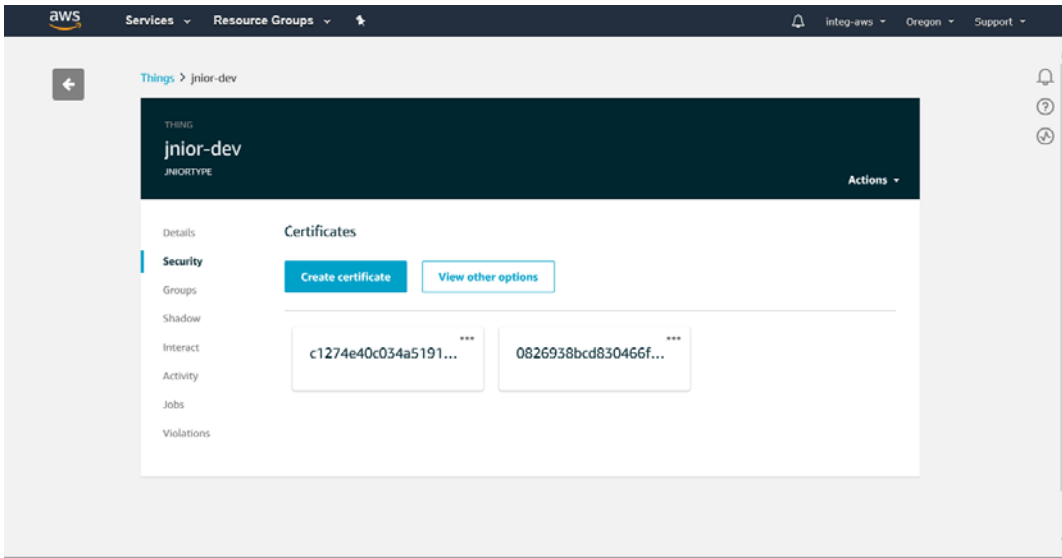 aws Services Resource Groups integ-aws Oregon Support
Things > jnior-dev
THING
jnior-dev
JNIORTYPE
Actions
Details
Security
Groups
Shadow
Interact
Activity
Jobs
Violations
Certificates
Create certificate View other options
c1274e40c034a5191... 0826938bcd830466f...